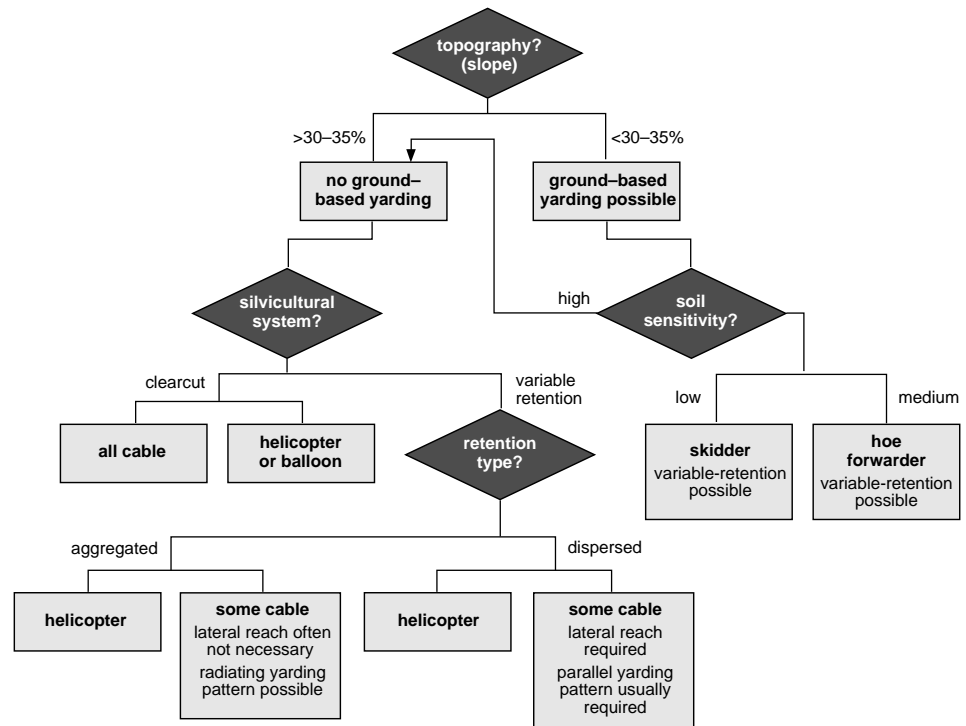 topography?
(slope)
>30–35%
<30–35%
no ground–
based yarding
ground–based
yarding possible
silvicultural
system?
high
soil
sensitivity?
clearcut
variable
retention
low
medium
all cable
helicopter
or balloon
retention
type?
skidder
variable-retention
possible
hoe
forwarder
variable-retention
possible
aggregated
dispersed
helicopter
some cable
lateral reach often
not necessary
radiating yarding
pattern possible
helicopter
some cable
lateral reach
required
parallel yarding
pattern usually
required